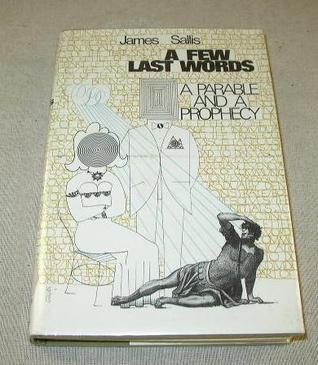 James Sallis
A FEW
LAST WORDS
A PARABLE
AND A
PROPHECY